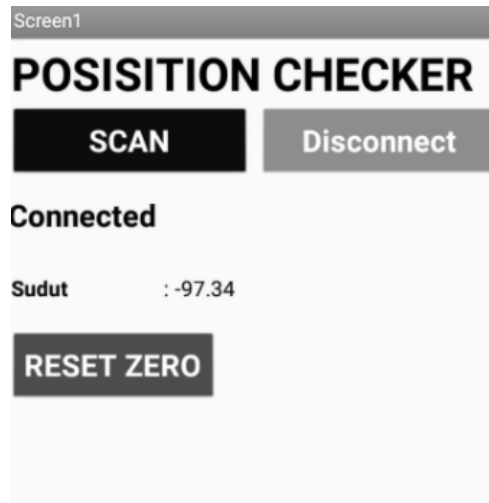 Screen1
POSISITION CHECKER
SCAN Disconnect
Connected
Sudut : -97.34
RESET ZERO